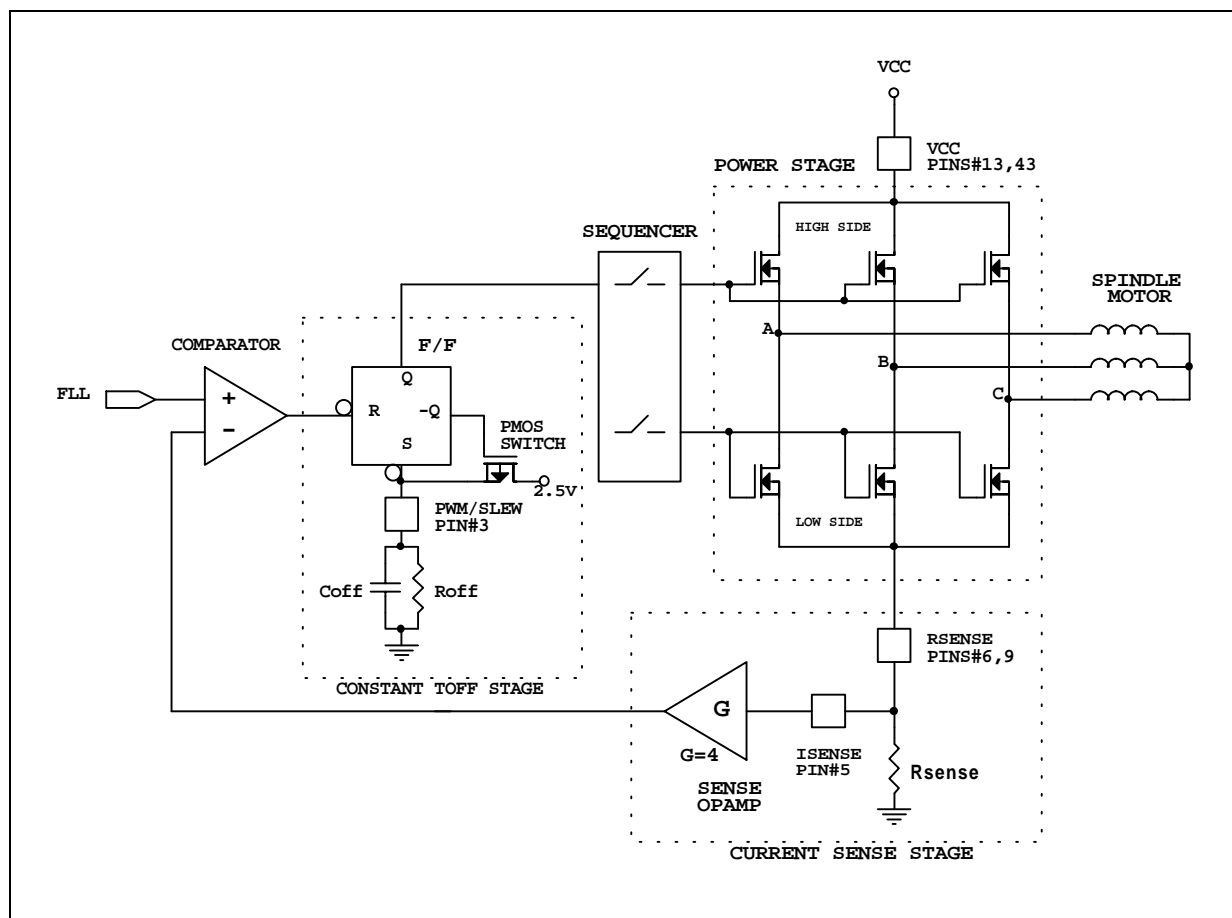 VCC
VCC
PINS#13,43
POWER STAGE
HIGH SIDE
SEQUENCER
SPINDLE
MOTOR
A
B
C
F/F
COMPARATOR
FLL
+
-
Q
R
-Q
S
PMOS
SWITCH
2.5V
PWM/SLEW
PIN#3
LOW SIDE
Coff
Roff
CONSTANT TOFF STAGE
RSENSE
PINS#6,9
G
G=4
ISENSE
PIN#5
Rsense
SENSE
OPAMP
CURRENT SENSE STAGE